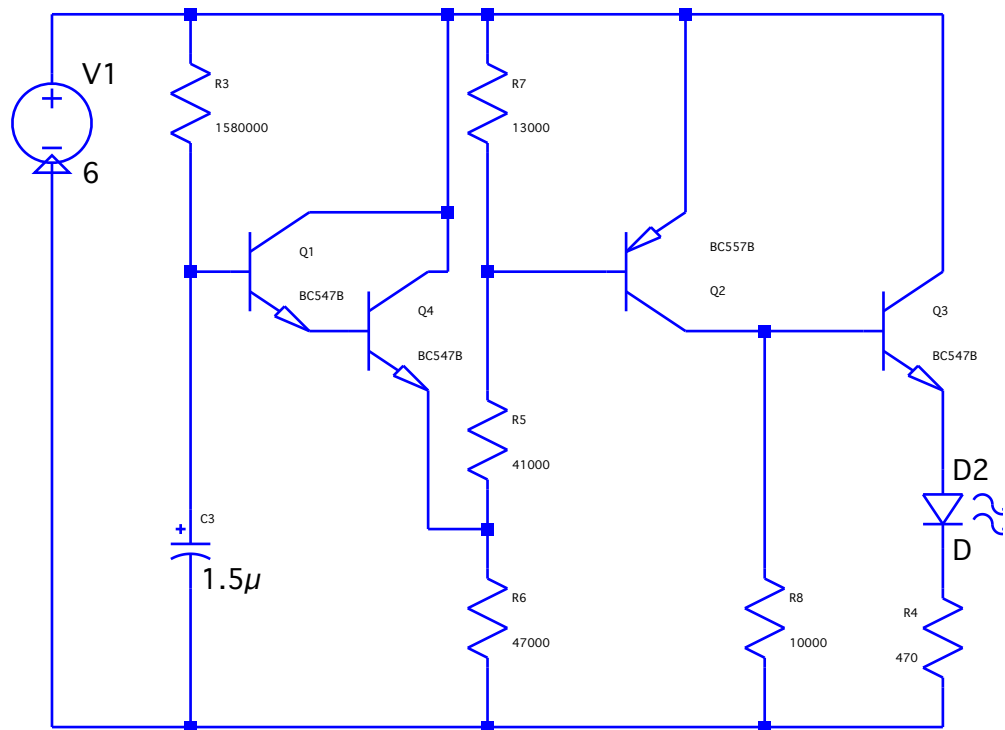 V1
6
R3
1580000
R7
13000
Q1
BC547B
Q4
BC547B
BC557B
Q2
Q3
BC547B
R5
41000
D2
D
C3
+
1.5µ
R6
47000
R8
10000
R4
470